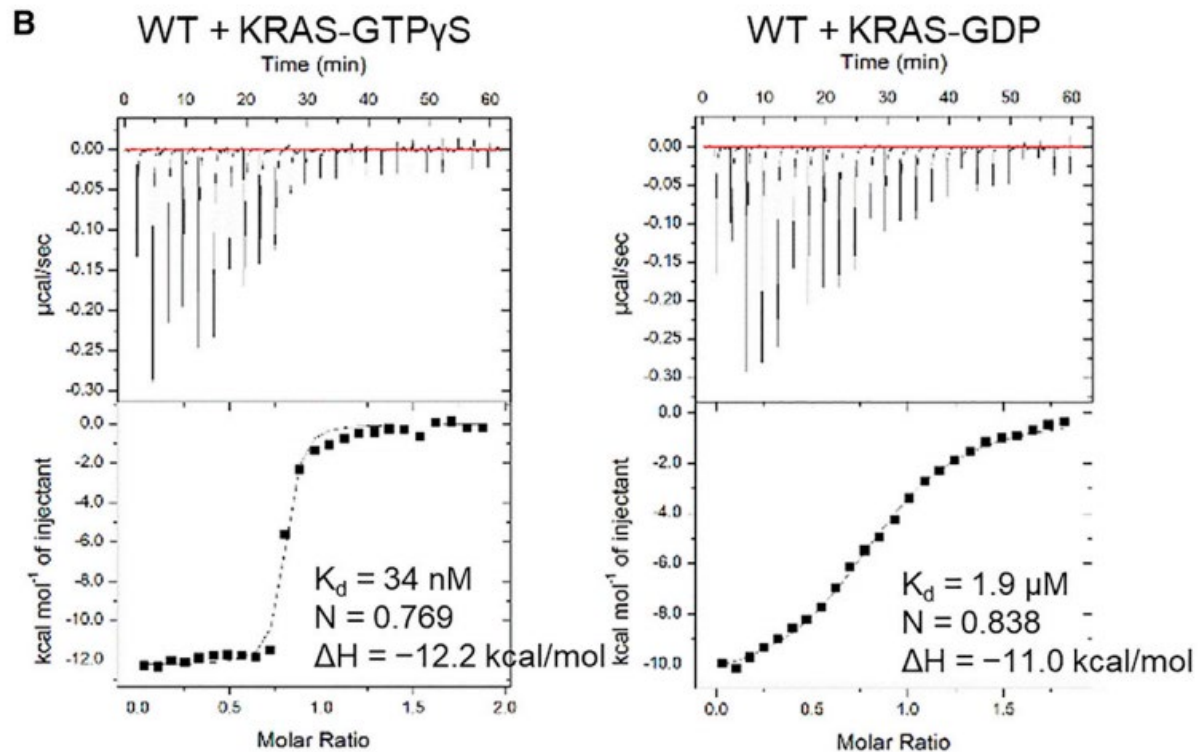 B
WT + KRAS-GTPγS
Time (min)
0 10 20 30 40 50 60
0.00
-0.05
-0.10
-0.15
-0.20
-0.25
-0.30
µcal/sec
0.0
-2.0
-4.0
-6.0
-8.0
-10.0
-12.0
kcal mol⁻¹ of injectant
Kd = 34 nM
N = 0.769
ΔH = −12.2 kcal/mol
0.0 0.5 1.0 1.5 2.0
Molar Ratio
WT + KRAS-GDP
Time (min)
0 10 20 30 40 50 60
0.00
-0.05
-0.10
-0.15
-0.20
-0.25
-0.30
µcal/sec
0.0
-2.0
-4.0
-6.0
-8.0
-10.0
kcal mol⁻¹ of injectant
Kd = 1.9 µM
N = 0.838
ΔH = −11.0 kcal/mol
0.0 0.5 1.0 1.5
Molar Ratio